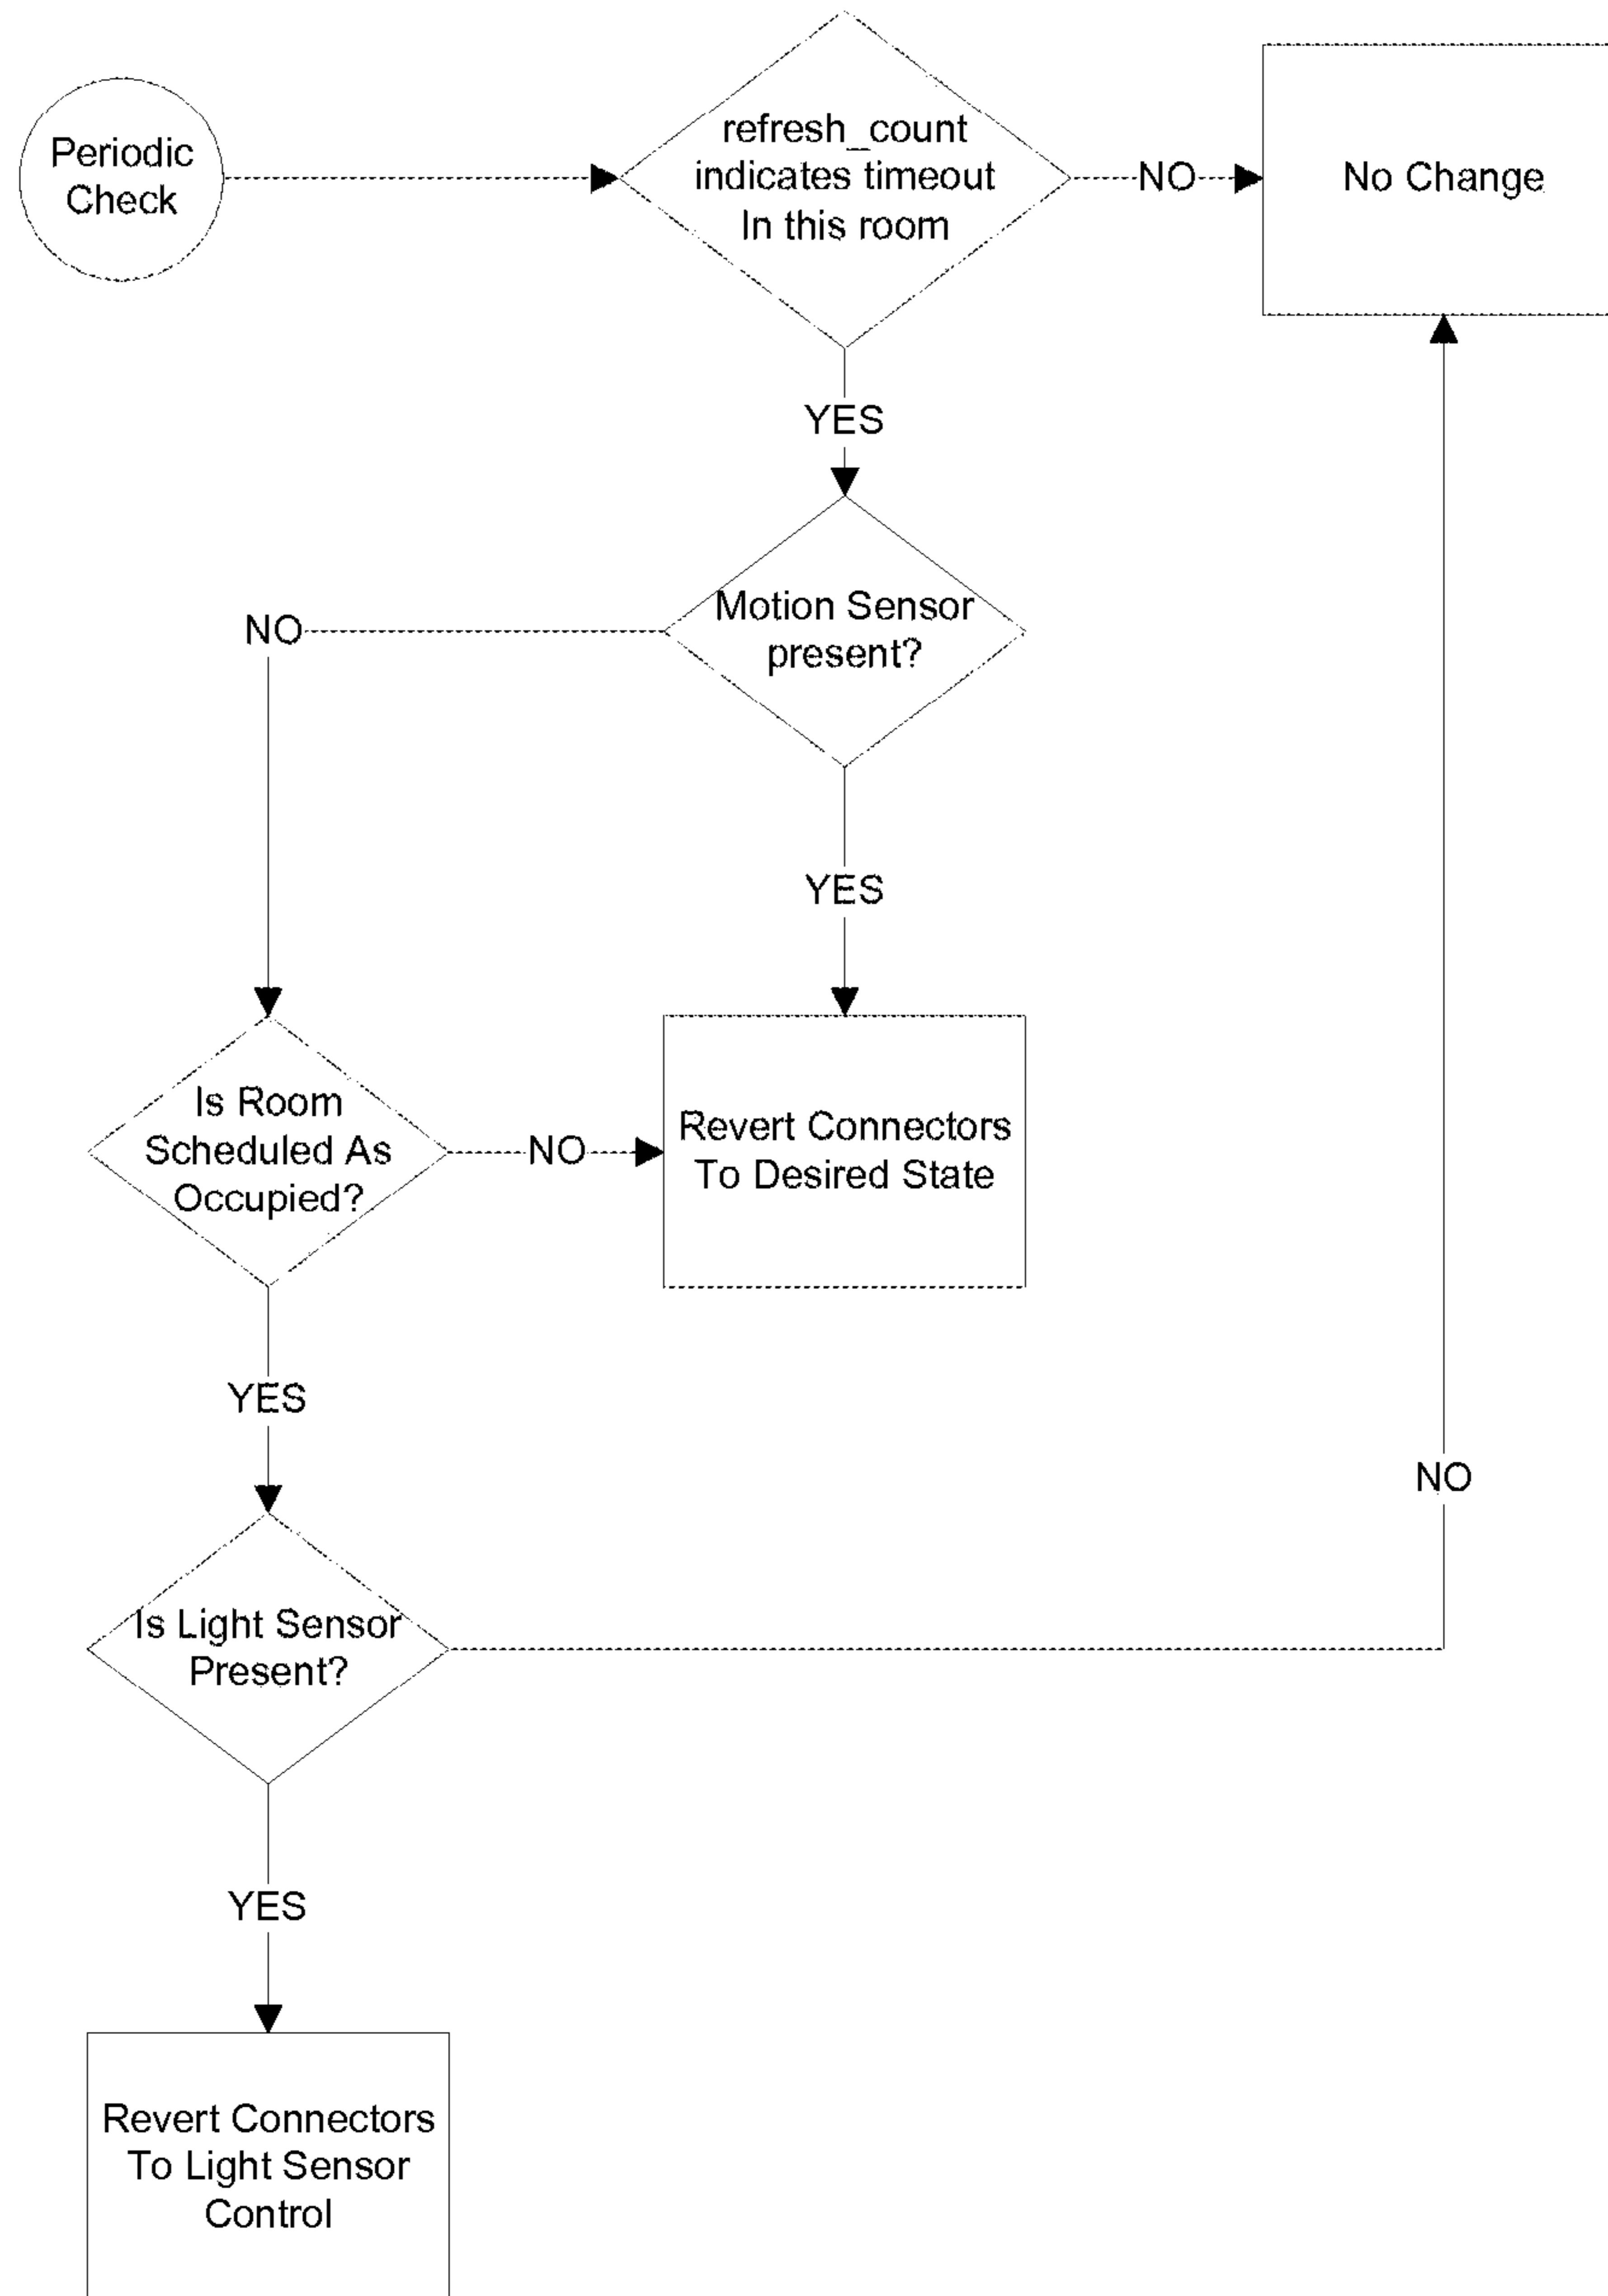 Periodic
Check
refresh_count
indicates timeout
In this room
NO
No Change
YES
Motion Sensor
present?
NO
YES
Is Room
Scheduled As
Occupied?
NO
Revert Connectors
To Desired State
YES
NO
Is Light Sensor
Present?
YES
Revert Connectors
To Light Sensor
Control